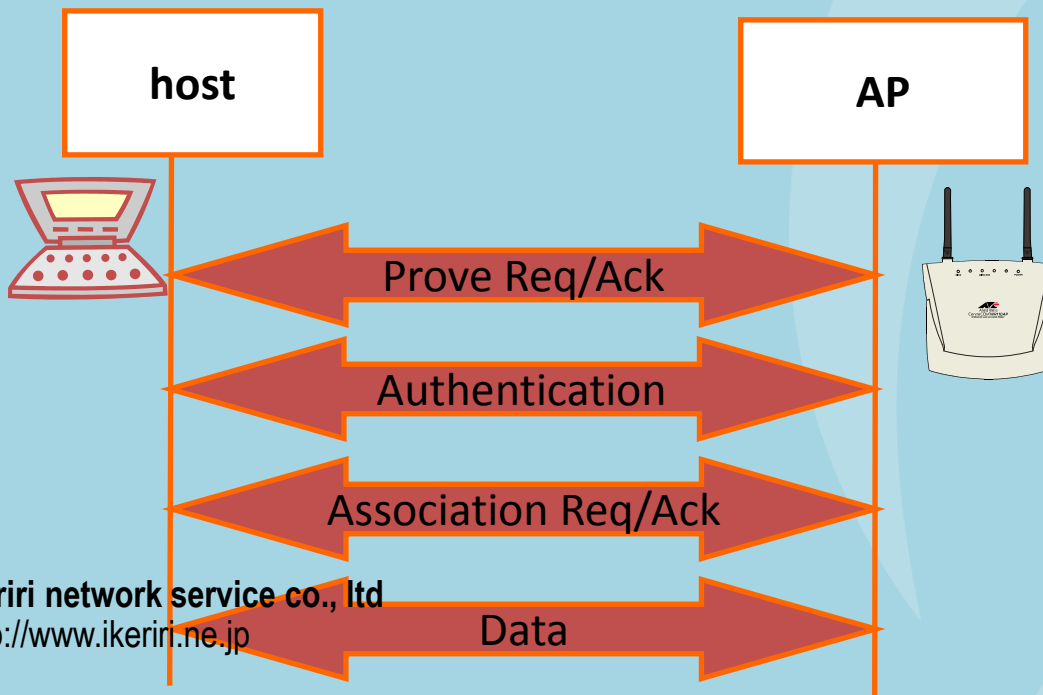 host
AP
Prove Req/Ack
Authentication
Association Req/Ack
riri network service co., ltd
://www.ikeriri.ne.jp
Data